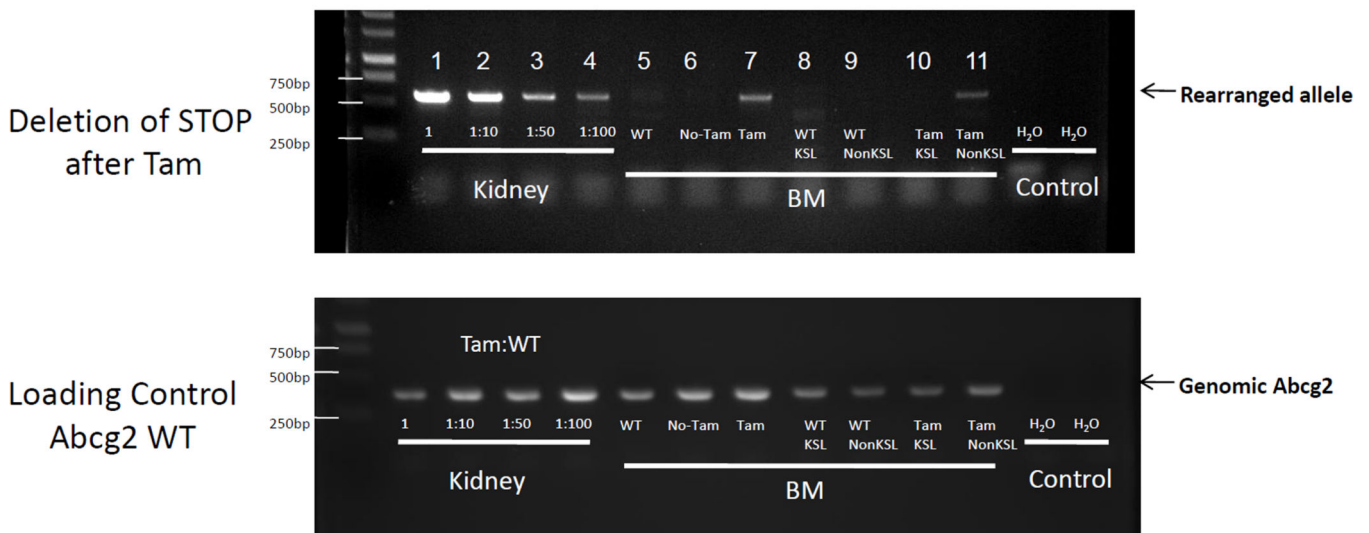 1 2 3 4 5 6 7 8 9 10 11
750bp
500bp
250bp
Deletion of STOP
after Tam
Rearranged allele
1 1:10 1:50 1:100 WT No-Tam Tam WT WT Tam Tam H₂O H₂O
KSL NonKSL KSL NonKSL
Kidney BM Control
Tam:WT
750bp
500bp
250bp
Loading Control
Abcg2 WT
Genomic Abcg2
1 1:10 1:50 1:100 WT No-Tam Tam WT WT Tam Tam H₂O H₂O
KSL NonKSL KSL NonKSL
Kidney BM Control